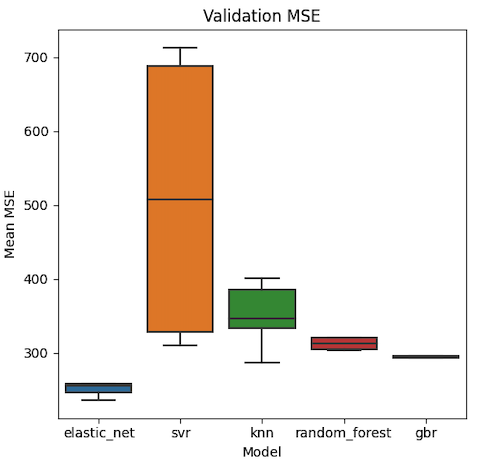 Validation MSE
700
600
500
400
300
Mean MSE
elastic_net svr knn random_forest gbr
Model